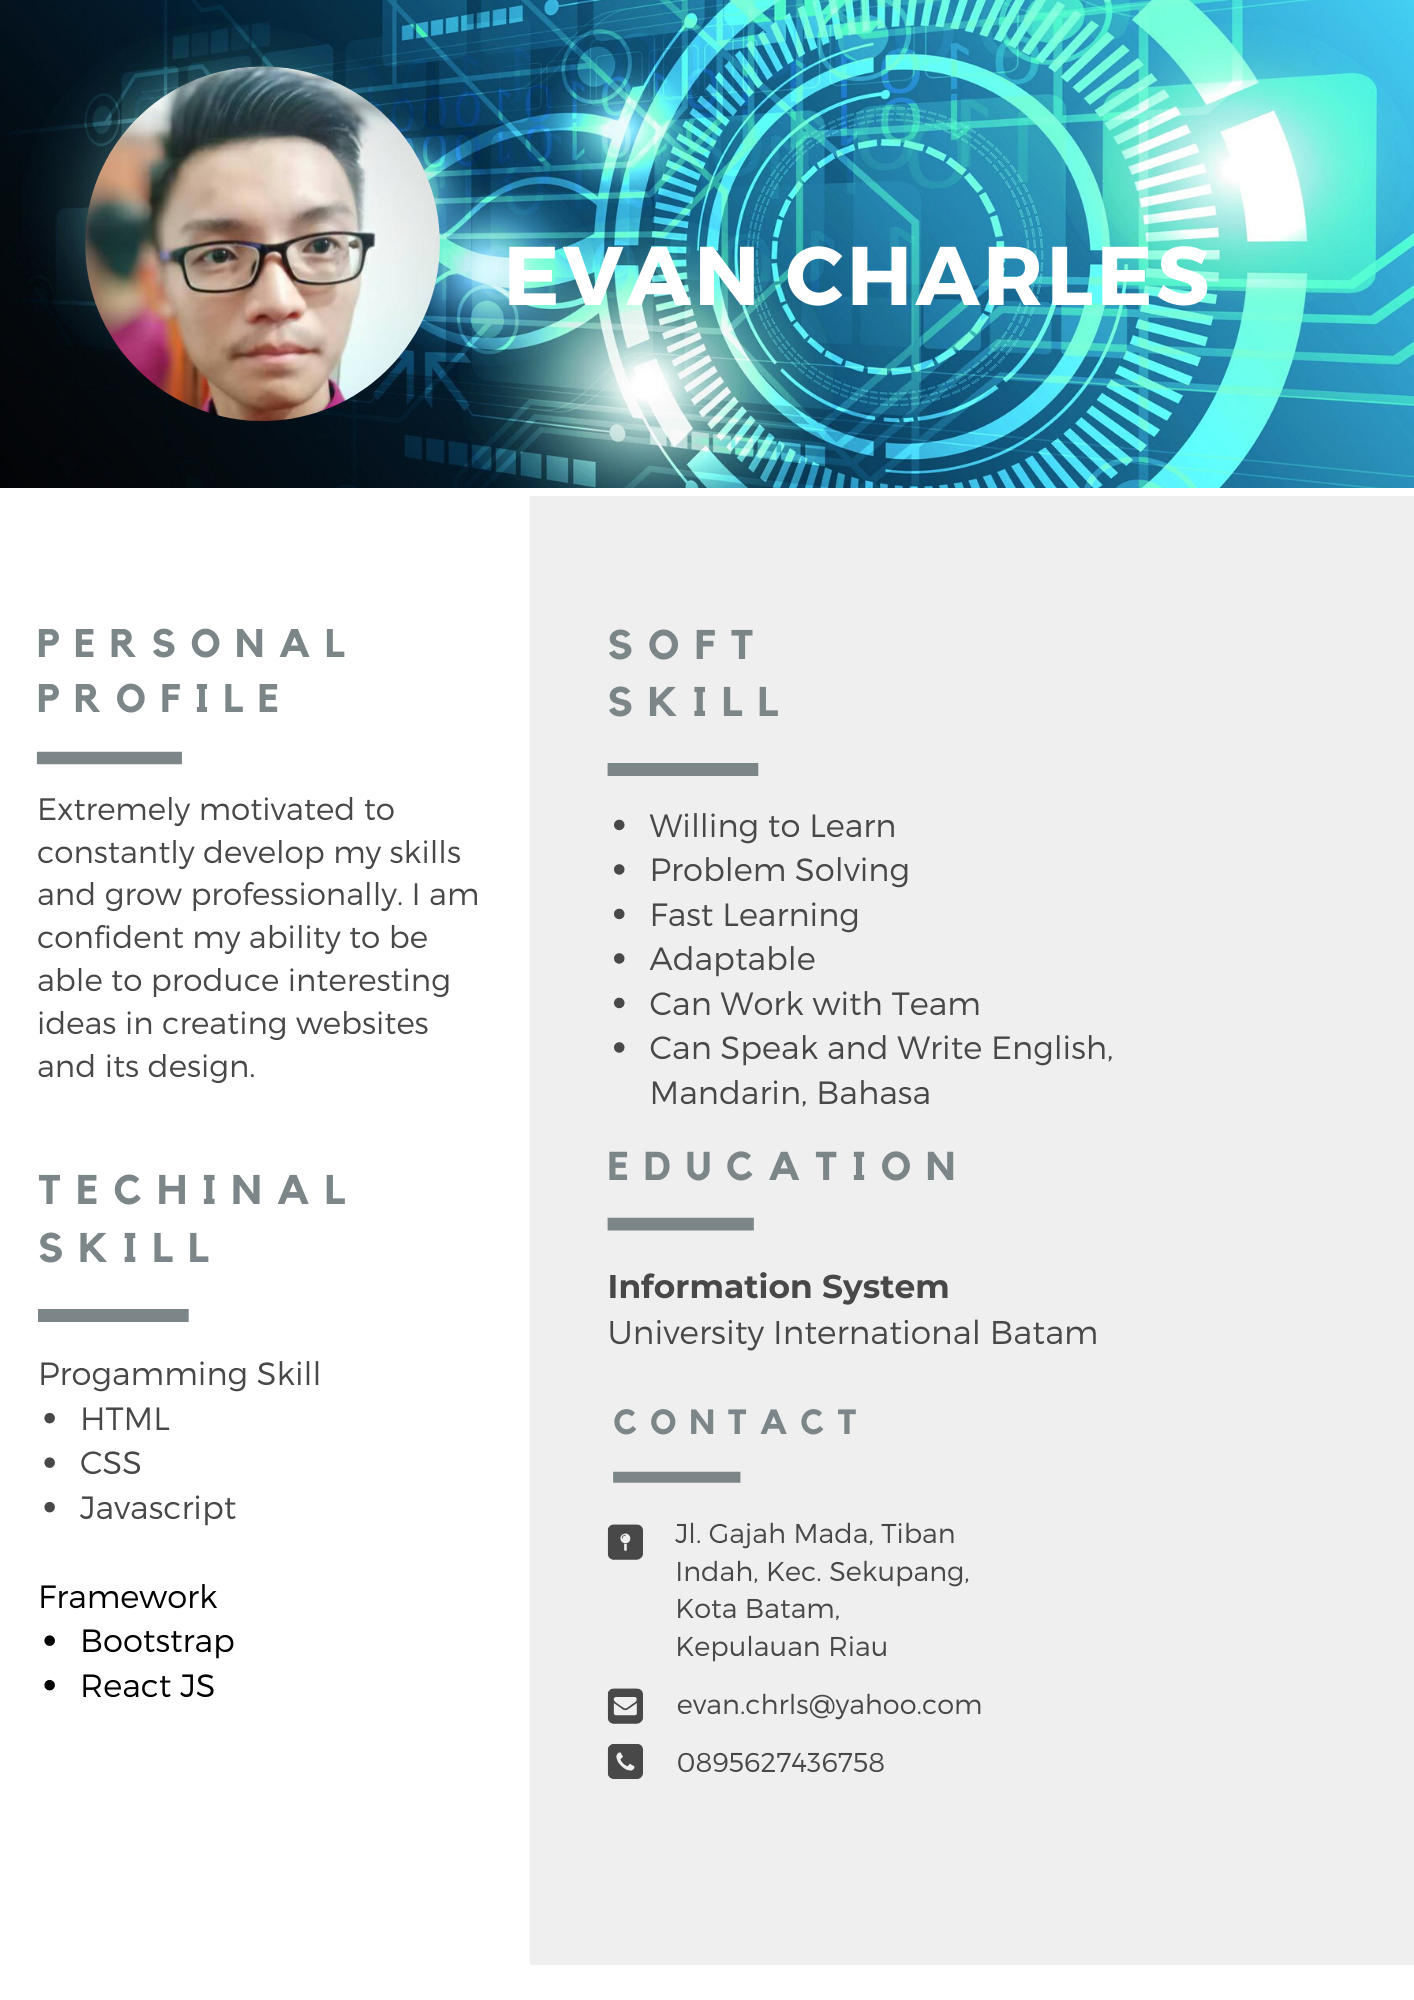 EVAN CHARLES
PERSONAL
PROFILE
Extremely motivated to
constantly develop my skills
and grow professionally. I am
confident my ability to be
able to produce interesting
ideas in creating websites
and its design.
TECHINAL
SKILL
Progamming Skill
• HTML
• CSS
• Javascript
Framework
• Bootstrap
• React JS
SOFT
SKILL
• Willing to Learn
• Problem Solving
• Fast Learning
• Adaptable
• Can Work with Team
• Can Speak and Write English,
Mandarin, Bahasa
EDUCATION
Information System
University International Batam
CONTACT
Jl. Gajah Mada, Tiban
Indah, Kec. Sekupang,
Kota Batam,
Kepulauan Riau
evan.chrls@yahoo.com
0895627436758